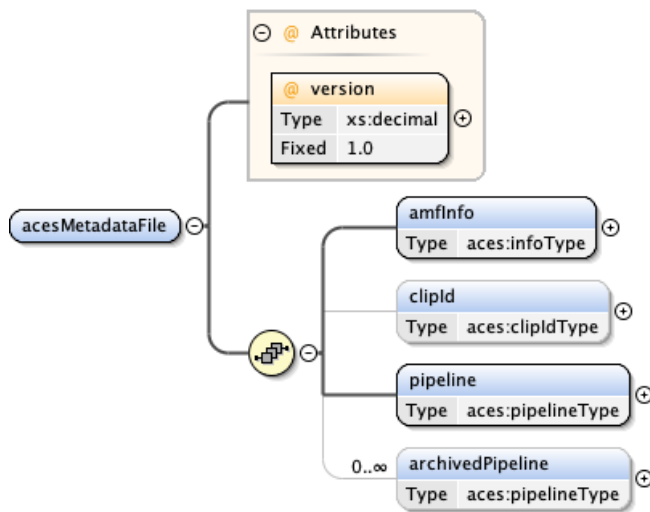 @ Attributes
@ version
Type xs:decimal
Fixed 1.0
acesMetadataFile
amfInfo
Type aces:infoType
clipId
Type aces:clipIdType
pipeline
Type aces:pipelineType
0..∞
archivedPipeline
Type aces:pipelineType